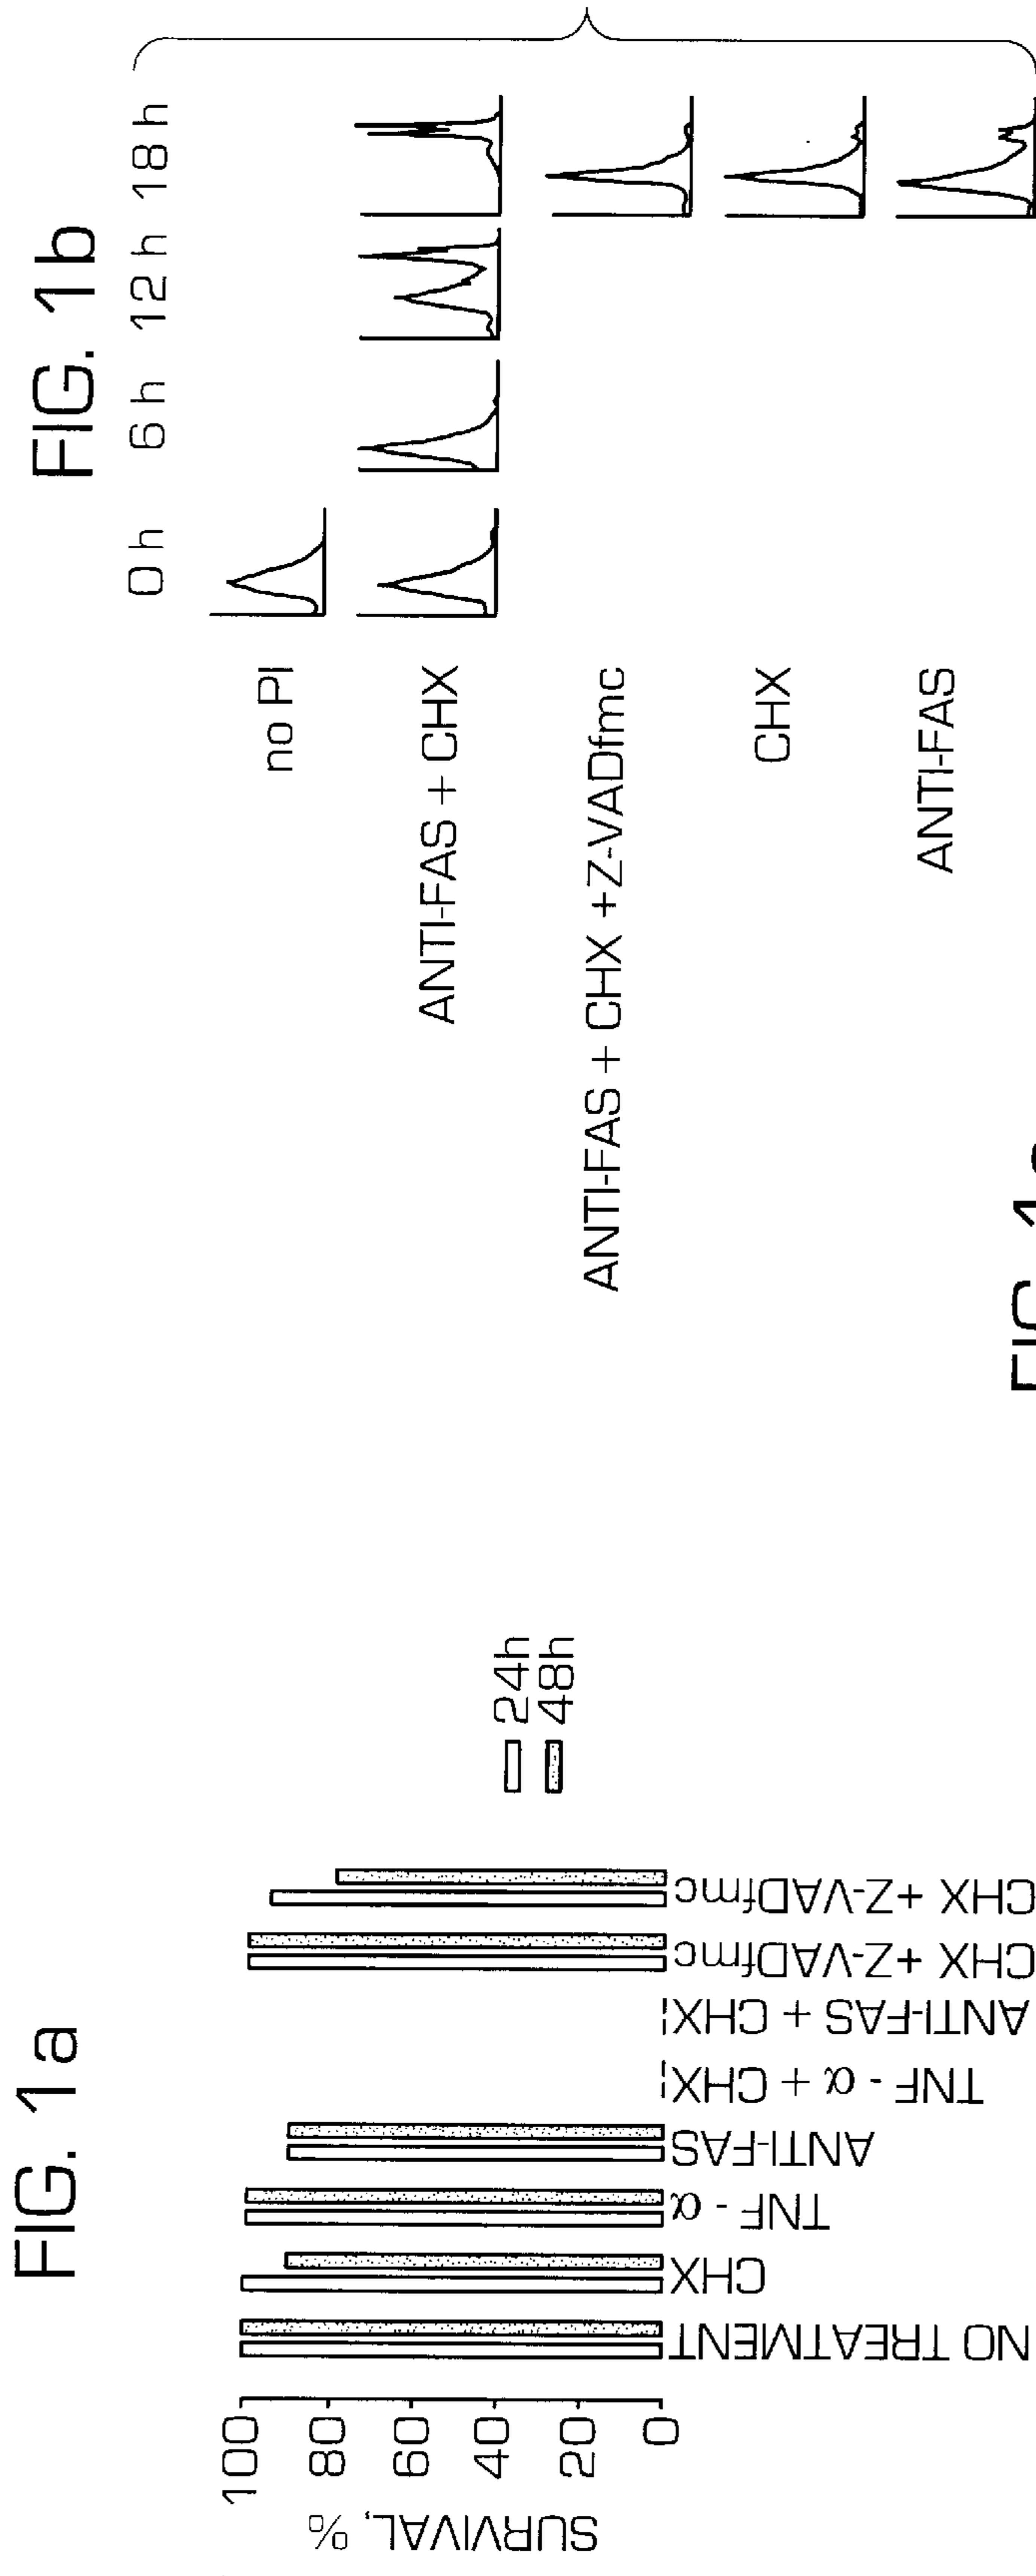 FIG. 1a
SURVIVAL, %
100
80
60
40
20
0
NO TREATMENT
CHX
TNF - α
ANTI-FAS
TNF - α + CHX
ANTI-FAS + CHX
CHX +Z-VADfmc
CHX +Z-VADfmc
24h
48h
FIG. 1b
0 h 6 h 12 h 18 h
no PI
ANTI-FAS + CHX
ANTI-FAS + CHX +Z-VADfmc
CHX
ANTI-FAS